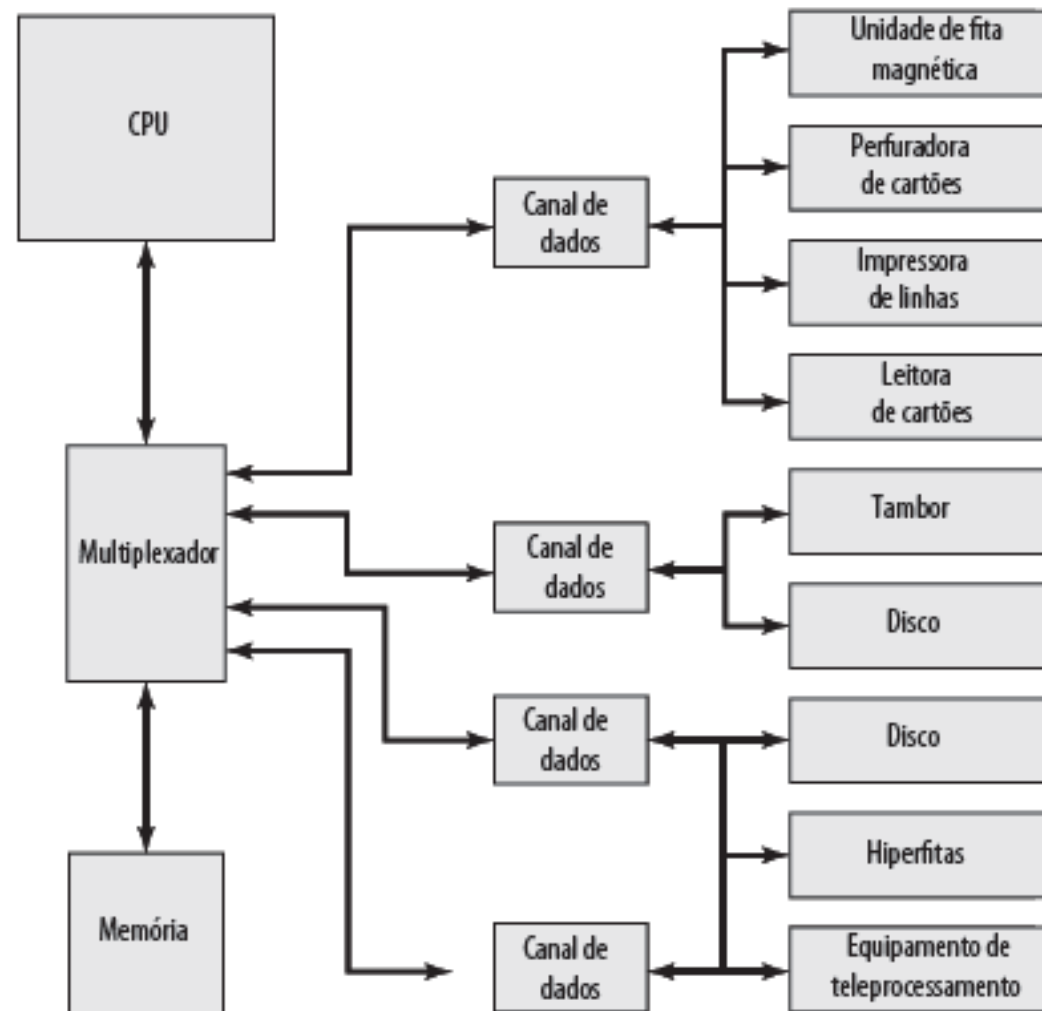 CPU
Multiplexador
Memória
Canal de
dados
Canal de
dados
Canal de
dados
Canal de
dados
Unidade de fita
magnética
Perfuradora
de cartões
Impressora
de linhas
Leitora
de cartões
Tambor
Disco
Disco
Hiperfitas
Equipamento de
teleprocessamento